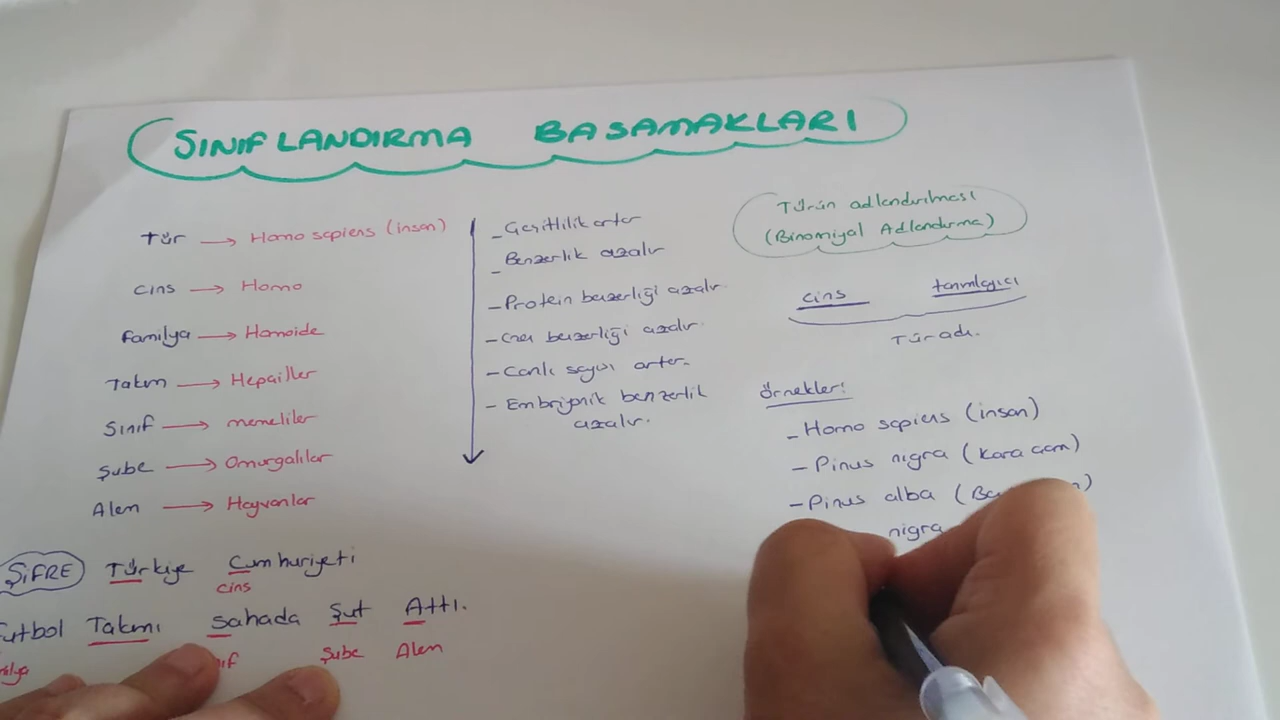 SINIFLANDIRMA BASAMAKLARI
Tür → Homo sapiens (insan)
Cins → Homo
Familya → Homoide
Takım → Hepailler
Sınıf → memeliler
Şube → Omurgalılar
Alem → Hayvanlar
ŞİFRE Türkiye Cumhuriyeti
cins
Futbol Takımı Sahada Şut Attı.
Şube Alem
- Çeşitlilik artar
- Benzerlik azalır
- Protein benzerliği azalır
- Gen benzerliği azalır
- Canlı sayısı artar.
- Embriyonik benzerlik
azalır.
Türün adlandırılması
(Binomiyal Adlandırma)
cins tanımlayıcı
Tür adı.
Örnekler:
- Homo sapiens (insan)
- Pinus nigra (Kara çam)
- Pinus alba (
nigra